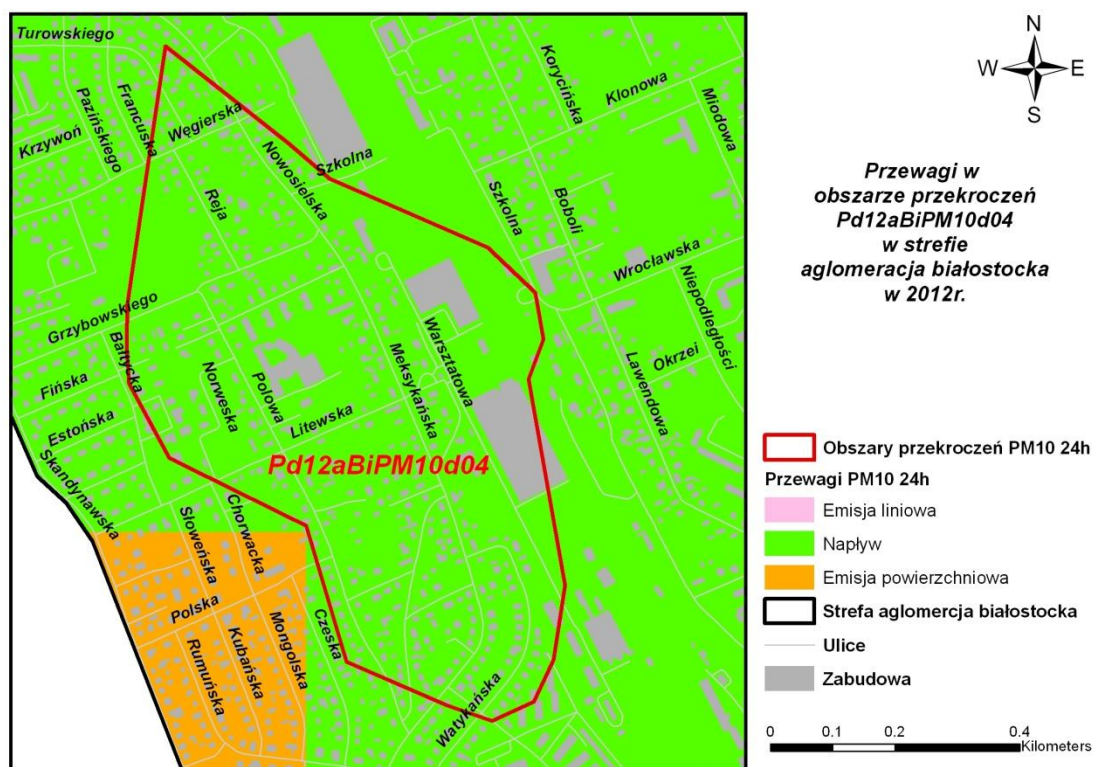 Turowskiego
Pazińskiego
Francuska
Krzywoń
Węgierska
Nowosielska
Szkolna
Reja
Korycińska
Klonowa
Miodowa
Szkolna
Boboli
Wrocławska
Niepodległości
Grzybowskiego
Bałtycka
Fińska
Estońska
Norweska
Polowa
Litewska
Meksykańska
Warsztatowa
Lawendowa
Okrzei
Skandynawska
Pd12aBiPM10d04
Słoweńska
Chorwacka
Polska
Rumuńska
Kubańska
Mongolska
Czeska
Watykańska
N
W
E
S
Przewagi w
obszarze przekroczeń
Pd12aBiPM10d04
w strefie
aglomeracja białostocka
w 2012r.
Obszary przekroczeń PM10 24h
Przewagi PM10 24h
Emisja liniowa
Napływ
Emisja powierzchniowa
Strefa aglomercja białostocka
Ulice
Zabudowa
0 0.1 0.2 0.4
Kilometers